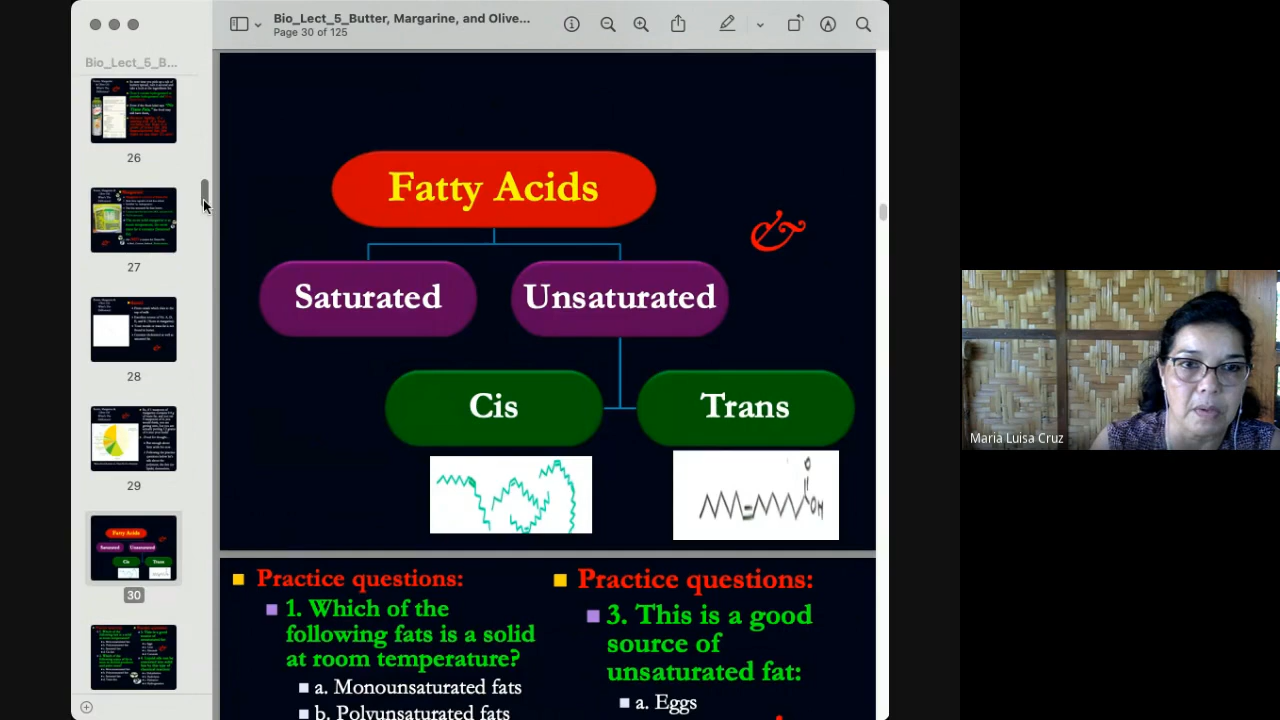 Bio_Lect_5_Butter, Margarine, and Olive...
Page 30 of 125
Bio_Lect_5_B...
26
27
28
29
30
Fatty Acids
&
Saturated
Unsaturated
Cis
Trans
O
OH
Practice questions:
1. Which of the
following fats is a solid
at room temperature?
a. Monounsaturated fats
b. Polyunsaturated fats
Practice questions:
3. This is a good
source of
unsaturated fat:
a. Eggs
Maria Luisa Cruz